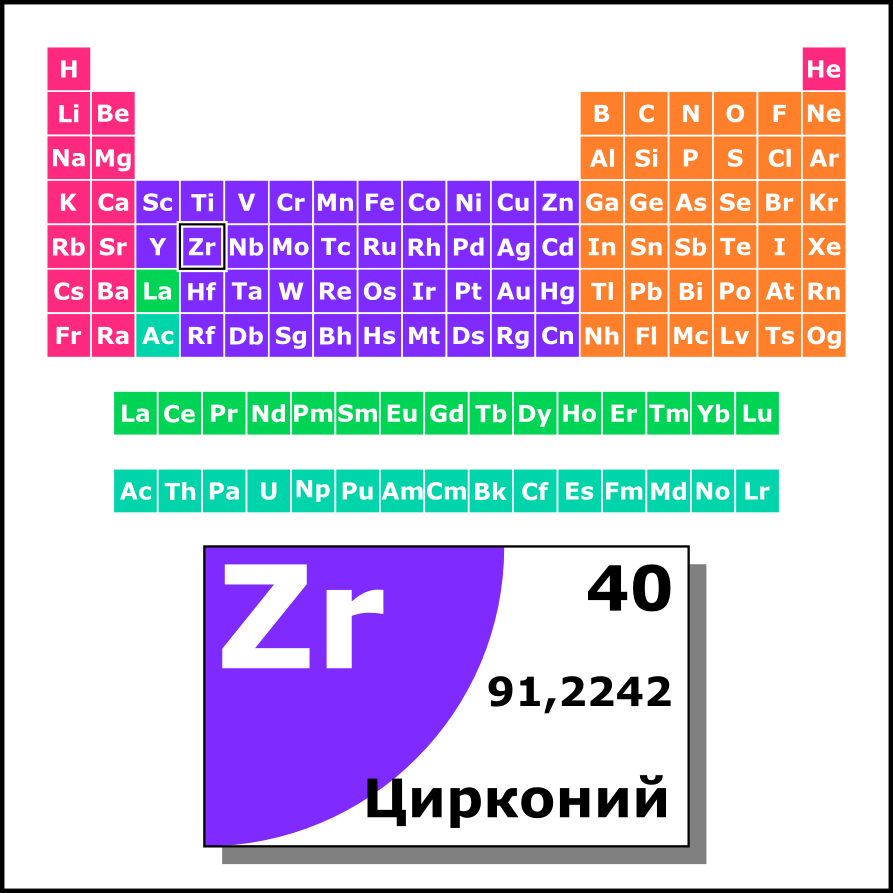 H He
Li Be B C N O F Ne
Na Mg Al Si P S Cl Ar
K Ca Sc Ti V Cr Mn Fe Co Ni Cu Zn Ga Ge As Se Br Kr
Rb Sr Y Zr Nb Mo Tc Ru Rh Pd Ag Cd In Sn Sb Te I Xe
Cs Ba La Hf Ta W Re Os Ir Pt Au Hg Tl Pb Bi Po At Rn
Fr Ra Ac Rf Db Sg Bh Hs Mt Ds Rg Cn Nh Fl Mc Lv Ts Og
La Ce Pr Nd Pm Sm Eu Gd Tb Dy Ho Er Tm Yb Lu
Ac Th Pa U Np Pu Am Cm Bk Cf Es Fm Md No Lr
Zr 40
91,2242
Цирконий